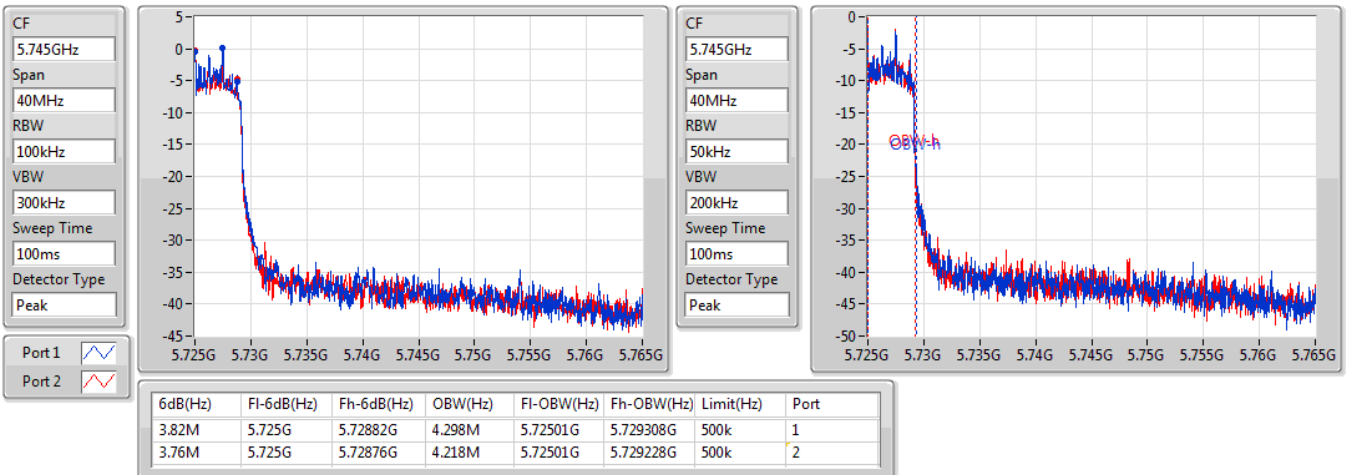 CF
5.745GHz
Span
40MHz
RBW
100kHz
VBW
300kHz
Sweep Time
100ms
Detector Type
Peak
Port 1
Port 2
5
0
-5
-10
-15
-20
-25
-30
-35
-40
-45
5.725G 5.73G 5.735G 5.74G 5.745G 5.75G 5.755G 5.76G 5.765G
CF
5.745GHz
Span
40MHz
RBW
50kHz
VBW
200kHz
Sweep Time
100ms
Detector Type
Peak
0
-5
-10
-15
-20
-25
-30
-35
-40
-45
-50
OBW-h
OBW-h
5.725G 5.73G 5.735G 5.74G 5.745G 5.75G 5.755G 5.76G 5.765G
6dB(Hz) Fl-6dB(Hz) Fh-6dB(Hz) OBW(Hz) Fl-OBW(Hz) Fh-OBW(Hz) Limit(Hz) Port
3.82M 5.725G 5.72882G 4.298M 5.72501G 5.729308G 500k 1
3.76M 5.725G 5.72876G 4.218M 5.72501G 5.729228G 500k 2